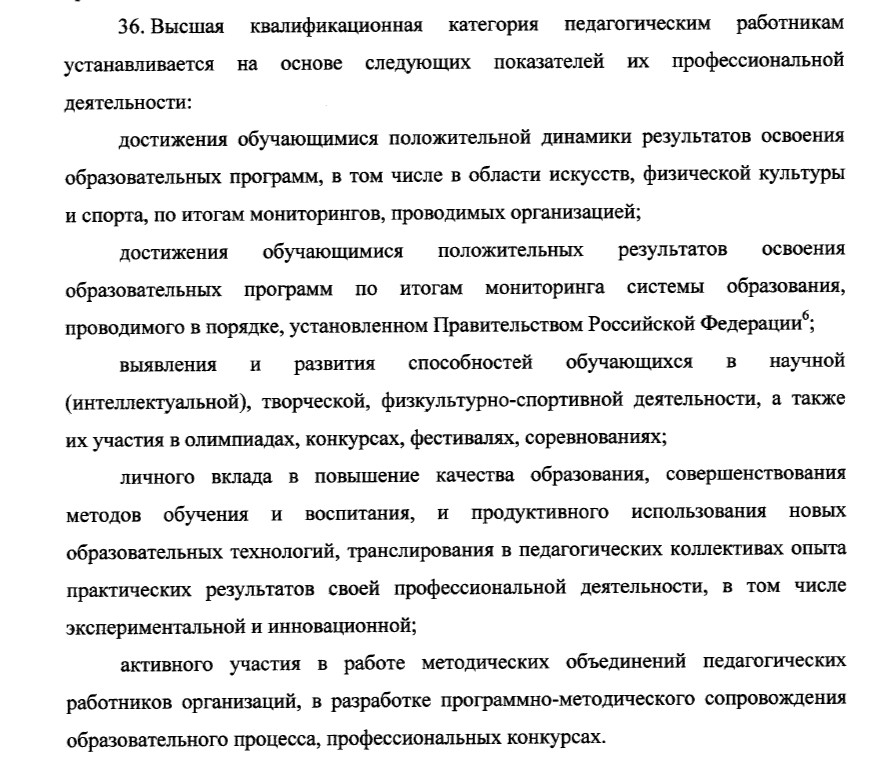 36. Высшая квалификационная категория педагогическим работникам
устанавливается на основе следующих показателей их профессиональной
деятельности:
достижения обучающимися положительной динамики результатов освоения
образовательных программ, в том числе в области искусств, физической культуры
и спорта, по итогам мониторингов, проводимых организацией;
достижения обучающимися положительных результатов освоения
образовательных программ по итогам мониторинга системы образования,
проводимого в порядке, установленном Правительством Российской Федерации⁶;
выявления и развития способностей обучающихся в научной
(интеллектуальной), творческой, физкультурно-спортивной деятельности, а также
их участия в олимпиадах, конкурсах, фестивалях, соревнованиях;
личного вклада в повышение качества образования, совершенствования
методов обучения и воспитания, и продуктивного использования новых
образовательных технологий, транслирования в педагогических коллективах опыта
практических результатов своей профессиональной деятельности, в том числе
экспериментальной и инновационной;
активного участия в работе методических объединений педагогических
работников организаций, в разработке программно-методического сопровождения
образовательного процесса, профессиональных конкурсах.